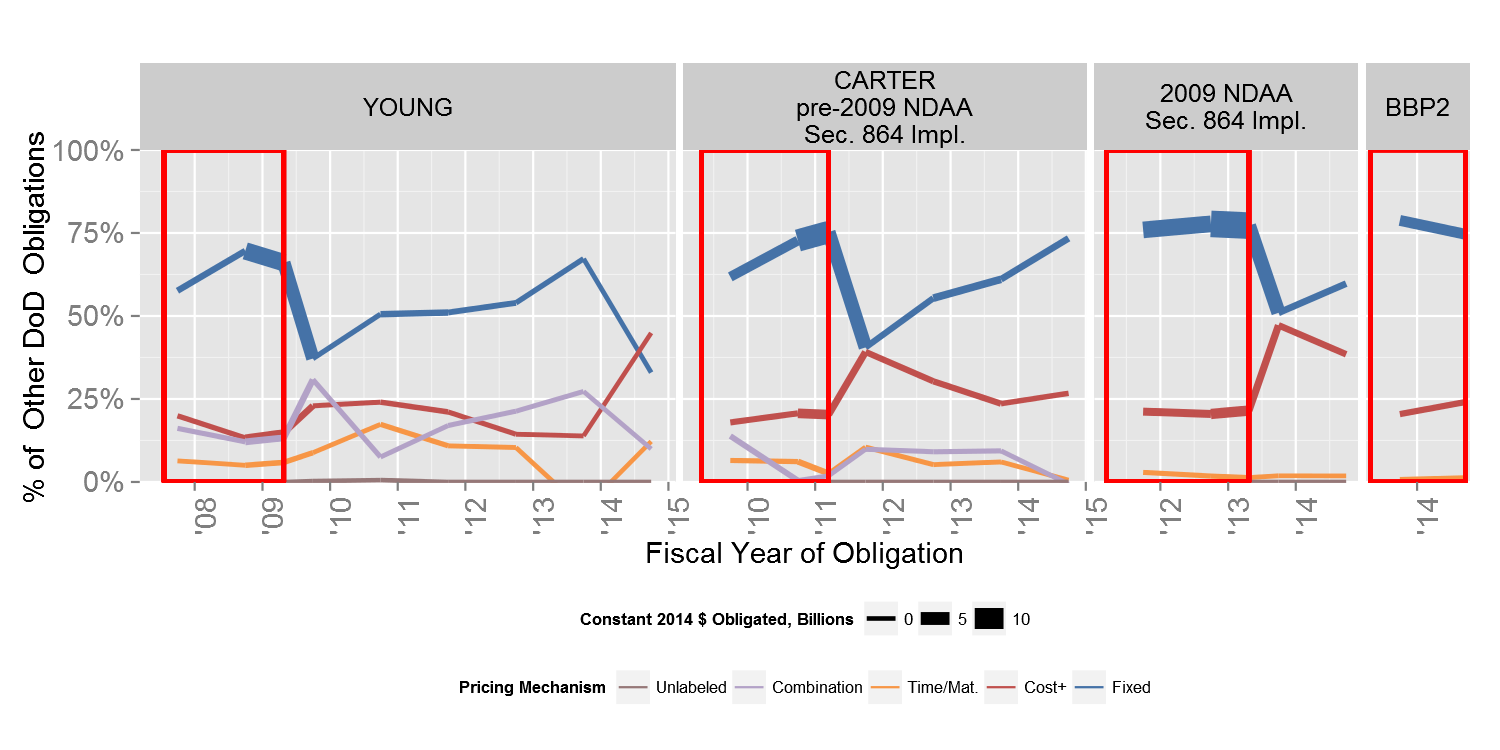 YOUNG
CARTER
pre-2009 NDAA
Sec. 864 Impl.
2009 NDAA
Sec. 864 Impl.
BBP2
% of Other DoD Obligations
100%
75%
50%
25%
0%
'08
'09
'10
'11
'12
'13
'14
'15
'10
'11
'12
'13
'14
'15
'12
'13
'14
'14
Fiscal Year of Obligation
Constant 2014 $ Obligated, Billions 0 5 10
Pricing Mechanism Unlabeled Combination Time/Mat. Cost+ Fixed